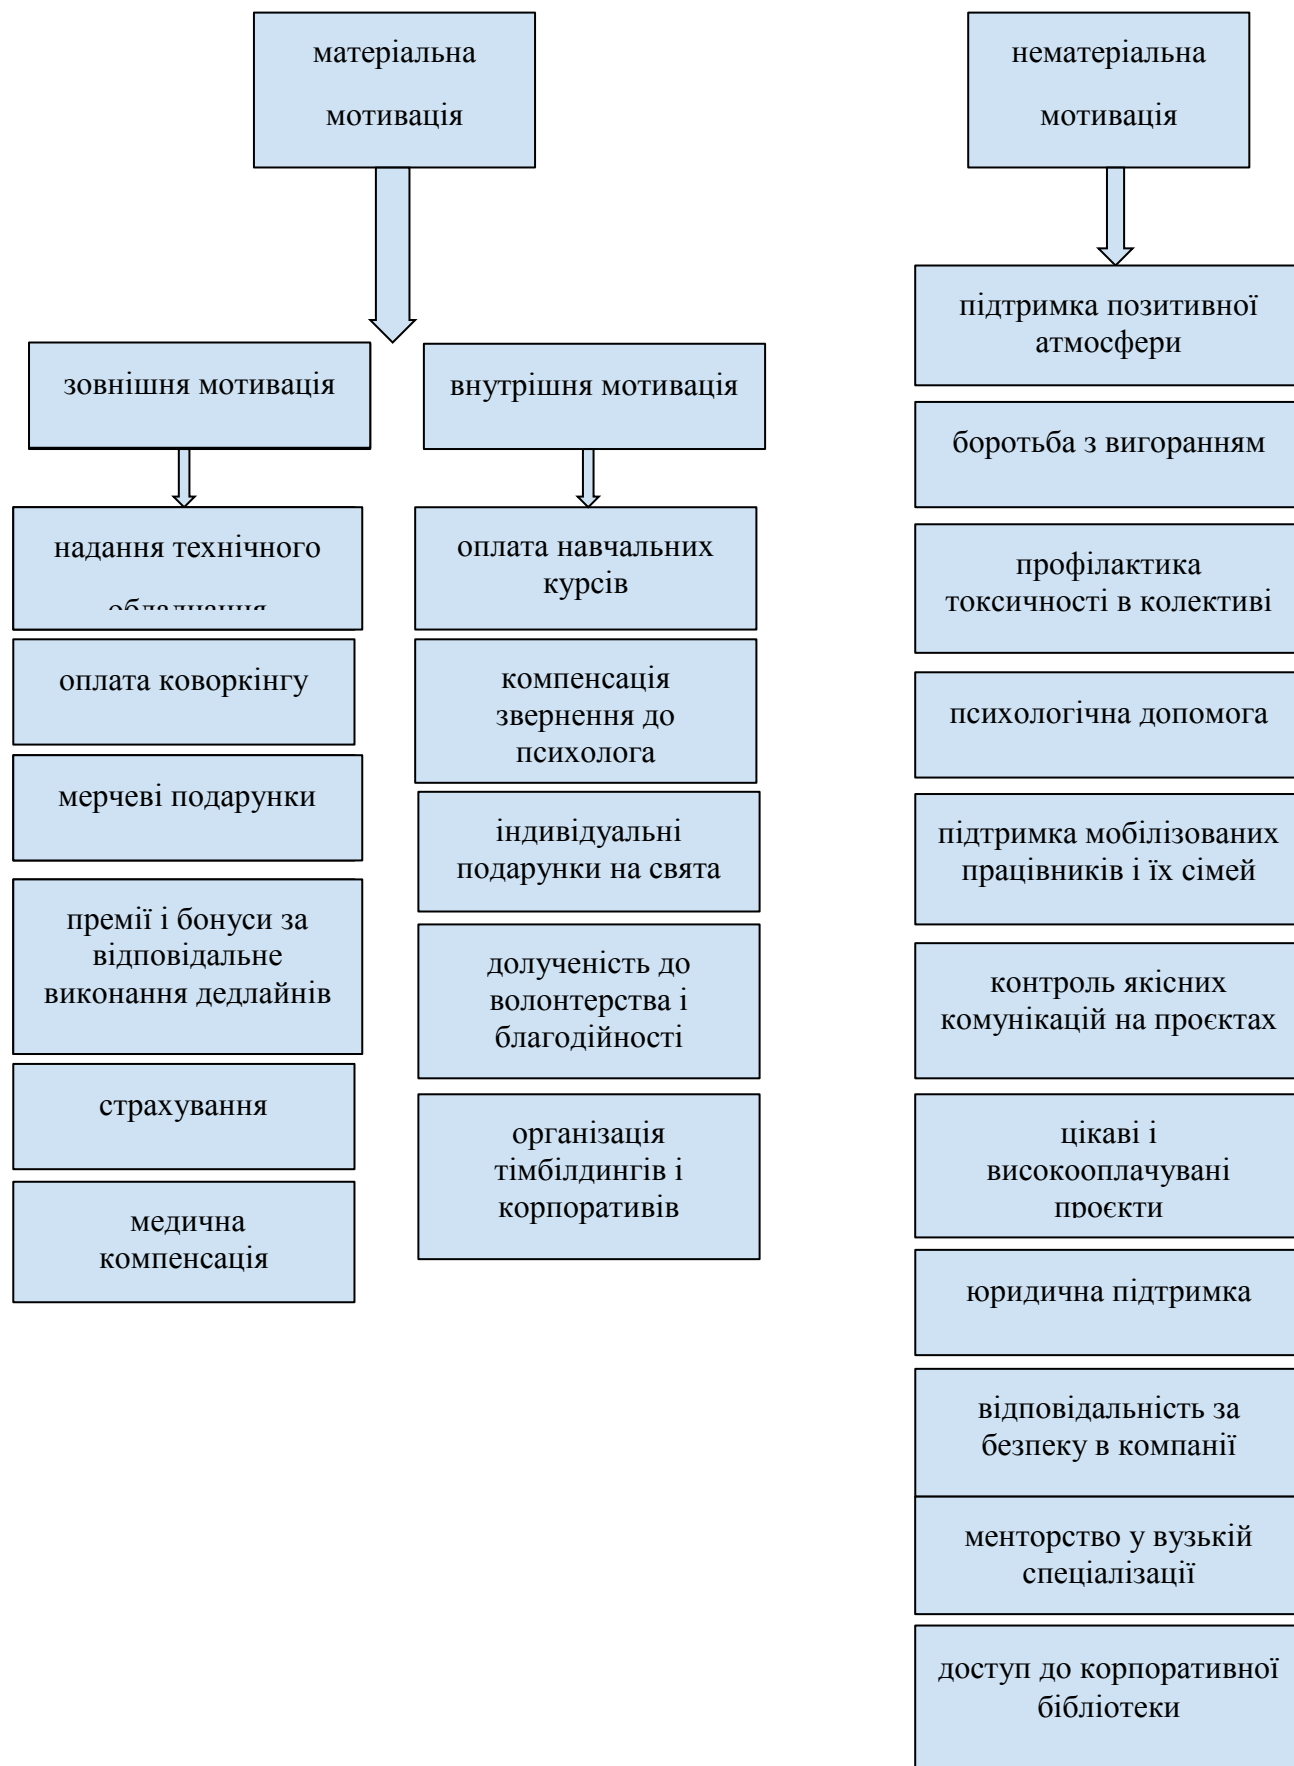 матеріальна
мотивація
зовнішня мотивація
надання технічного
обладнання
оплата коворкінгу
мерчеві подарунки
премії і бонуси за
відповідальне
виконання дедлайнів
страхування
медична
компенсація
внутрішня мотивація
оплата навчальних
курсів
компенсація
звернення до
психолога
індивідуальні
подарунки на свята
долученість до
волонтерства і
благодійності
організація
тімбілдингів і
корпоративів
нематеріальна
мотивація
підтримка позитивної
атмосфери
боротьба з вигоранням
профілактика
токсичності в колективі
психологічна допомога
підтримка мобілізованих
працівників і їх сімей
контроль якісних
комунікацій на проєктах
цікаві і
високооплачувані
проєкти
юридична підтримка
відповідальність за
безпеку в компанії
менторство у вузькій
спеціалізації
доступ до корпоративної
бібліотеки